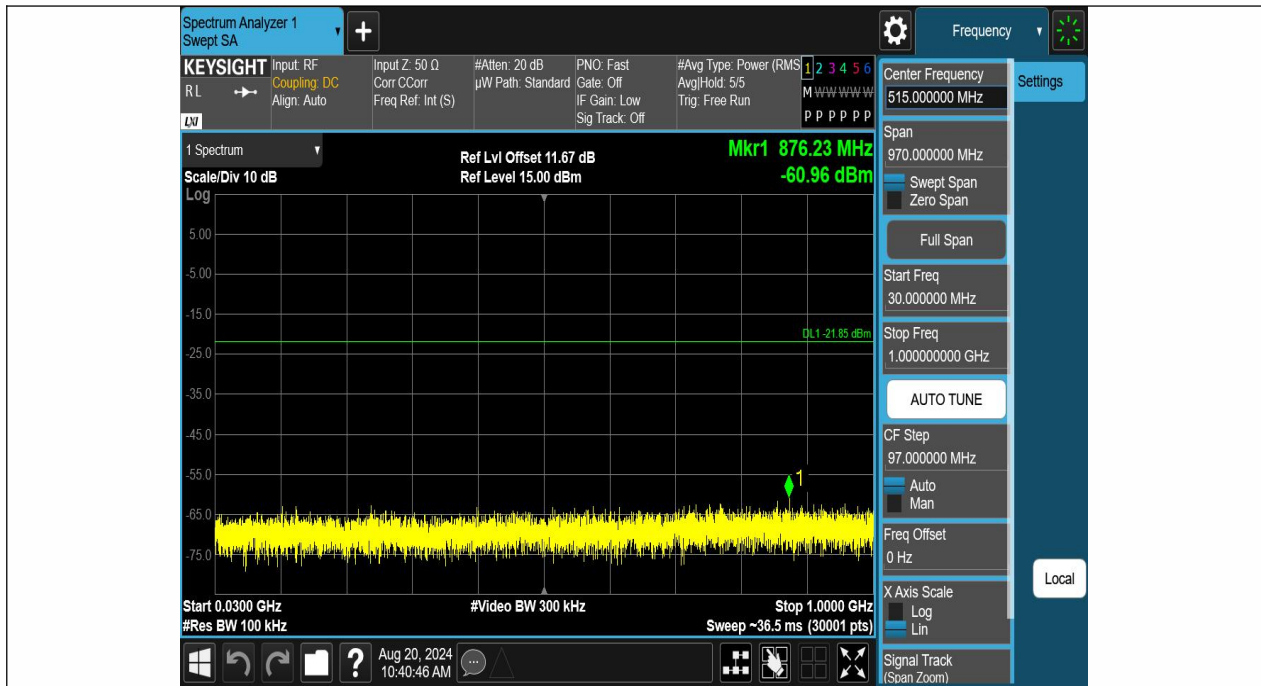 Spectrum Analyzer 1
Swept SA
Frequency
KEYSIGHT
R L
LXI
Input: RF
Coupling: DC
Align: Auto
Input Z: 50 Ω
Corr CCorr
Freq Ref: Int (S)
#Atten: 20 dB
µW Path: Standard
PNO: Fast
Gate: Off
IF Gain: Low
Sig Track: Off
#Avg Type: Power (RMS
Avg|Hold: 5/5
Trig: Free Run
1 2 3 4 5 6
M W W W W W
P P P P P P
1 Spectrum
Scale/Div 10 dB
Log
Ref Lvl Offset 11.67 dB
Ref Level 15.00 dBm
Mkr1 876.23 MHz
-60.96 dBm
5.00
-5.00
-15.0
DL1 -21.85 dBm
-25.0
-35.0
-45.0
-55.0
1
-65.0
-75.0
Start 0.0300 GHz
#Res BW 100 kHz
#Video BW 300 kHz
Stop 1.0000 GHz
Sweep ~36.5 ms (30001 pts)
Aug 20, 2024
10:40:46 AM
Center Frequency
515.000000 MHz
Settings
Span
970.000000 MHz
Swept Span
Zero Span
Full Span
Start Freq
30.000000 MHz
Stop Freq
1.000000000 GHz
AUTO TUNE
CF Step
97.000000 MHz
Auto
Man
Freq Offset
0 Hz
X Axis Scale
Log
Lin
Local
Signal Track
(Span Zoom)